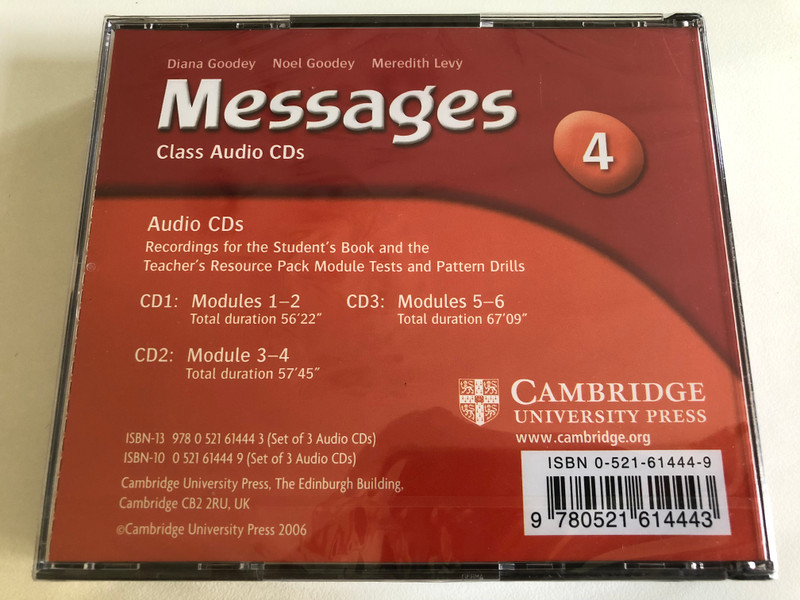 Diana Goodey Noel Goodey Meredith Levy
Messages
4
Class Audio CDs
Audio CDs
Recordings for the Student's Book and the
Teacher's Resource Pack Module Tests and Pattern Drills
CD1: Modules 1–2
Total duration 56'22"
CD3: Modules 5–6
Total duration 67'09"
CD2: Module 3–4
Total duration 57'45"
CAMBRIDGE
UNIVERSITY PRESS
www.cambridge.org
ISBN-13 978 0 521 61444 3 (Set of 3 Audio CDs)
ISBN-10 0 521 61444 9 (Set of 3 Audio CDs)
Cambridge University Press, The Edinburgh Building,
Cambridge CB2 2RU, UK
©Cambridge University Press 2006
ISBN 0-521-61444-9
9 780521 614443